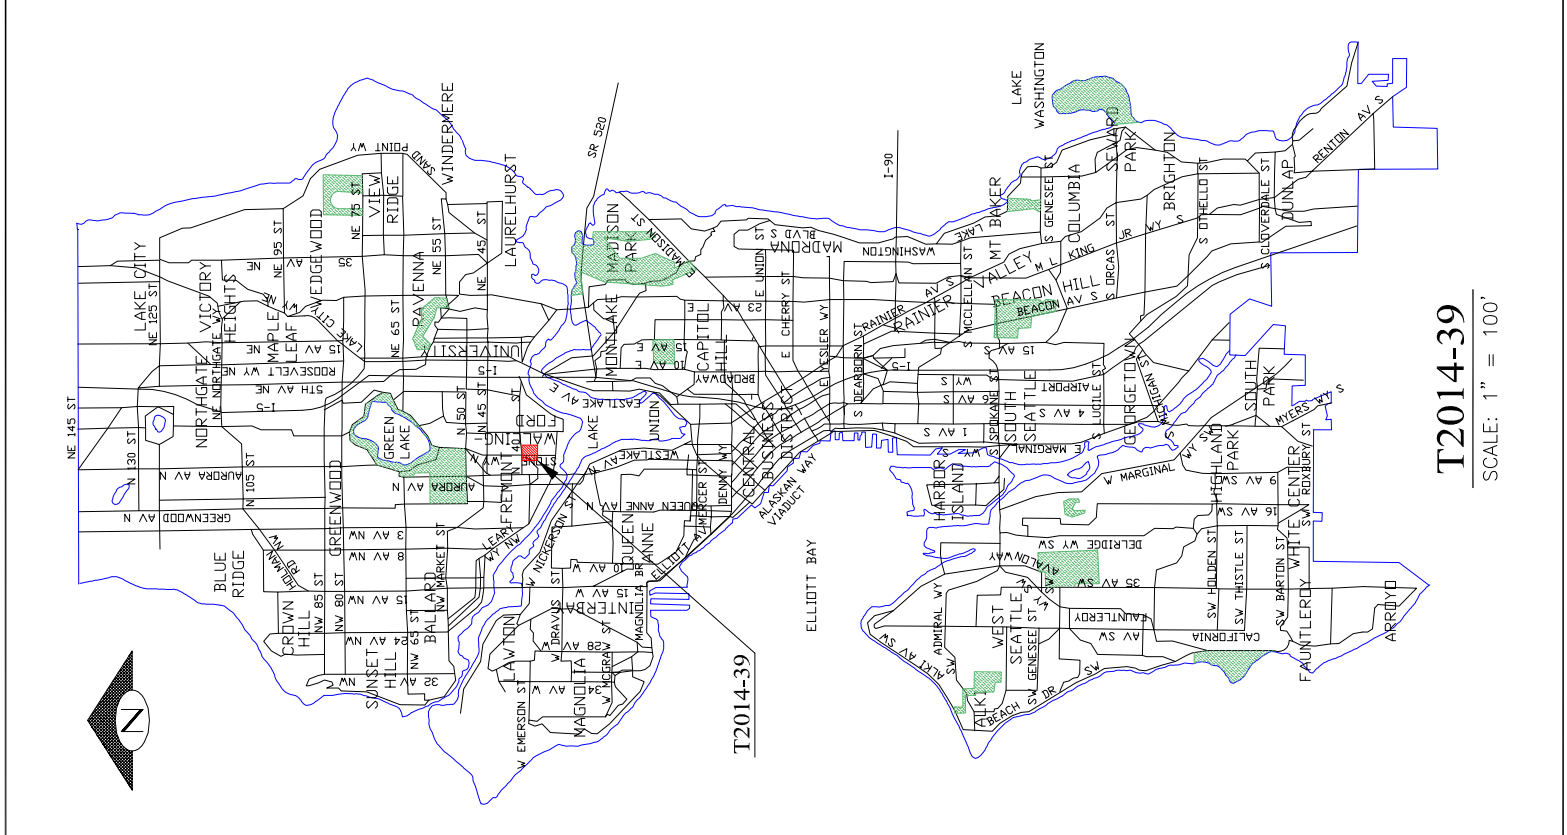 LAKE
WASHINGTON
WINDERMERE
SAND
POINT WY
SR 520
I-90
RENTON AV S
SEWARD
PARK
BRIGHTON
DUNLAP
LAURELHURST
VIEW
RIDGE
NE 75 ST
NE 55 ST
NE 45 ST
NE 95 ST
WEDGEWOOD
35 AV NE
RAVENNA
MADISON
PARK
E MADISON ST
E UNION ST
MADRONA
BLVD S
WASHINGTON
LAKE
MT BAKER
S GENESEE ST
COLUMBIA
S ORCAS ST
S OTHELLO ST
S CLOVERDALE ST
M L KING JR WY S
LAKE CITY
NE 125 ST
VICTORY
HEIGHTS
MAPLE
LEAF
LAKE CITY WY NE
NE 65 ST
15 AV NE
ROOSEVELT WY NE
5TH AV NE
I-5
NORTHGATE
NE NORTHGATE WY
UNIVERSITY
I-5
MONTLAKE
23 AV E
CAPITOL
HILL
15 AV E
10 AV E
BROADWAY
E CHERRY ST
E YESLER WY
S DEARBORN ST
RAINIER AV S
RAINIER VALLEY
S MCCLELLAN ST
BEACON HILL
BEACON AV S
15 AV S
I-5
AIRPORT WY S
6 AV S
4 AV S
1 AV S
S SPOKANE ST
SOUTH
SEATTLE
S LUCILE ST
GEORGETOWN
S MICHIGAN ST
SOUTH
PARK
MYERS WY S
E MARGINAL
W MARGINAL WY S
NE 145 ST
N 130 ST
N 105 ST
AURORA AV N
GREENWOOD AV N
GREENWOOD
GREEN
LAKE
AURORA AV N
N 50 ST
N 45 ST
N 40 ST
WALLINGFORD
STONE WY N
FREMONT
LEARY
WY NW
EASTLAKE AV E
LAKE
UNION
WESTLAKE AV N
W NICKERSON ST
QUEEN ANNE AV N
QUEEN
ANNE
MERCER ST
DENNY WY
CENTRAL
BUSINESS
DISTRICT
ALASKAN WAY
VIADUCT
ELLIOTT AV
ELLIOTT BAY
HARBOR
ISLAND
HIGHLAND
PARK
9 AV SW
16 AV SW
WHITE CENTER
SW ROXBURY ST
DELRIDGE WY SW
AVALON WAY
35 AV SW
SW HOLDEN ST
SW THISTLE ST
SW BARTON ST
FAUNTLEROY
FAUNTLEROY WY SW
CALIFORNIA AV SW
ARROYO
BLUE
RIDGE
HOLMAN
RD
NW
CROWN
HILL
NW 85 ST
NW 80 ST
3 AV NW
8 AV NW
15 AV NW
24 AV NW
32 AV NW
NW 65 ST
NW MARKET ST
BALLARD
SUNSET
HILL
LAWTON
W DRAVUS ST
INTERBAY
15 AV W
10 AV W
28 AV W
34 AV W
W EMERSON ST
MAGNOLIA
W MCGRAW ST
MAGNOLIA BR
ADMIRAL WY SW
ALKI AV SW
WEST
SEATTLE
SW GENESEE ST
ALKI
BEACH DR SW
N
T2014-39
T2014-39
SCALE: 1" = 100'